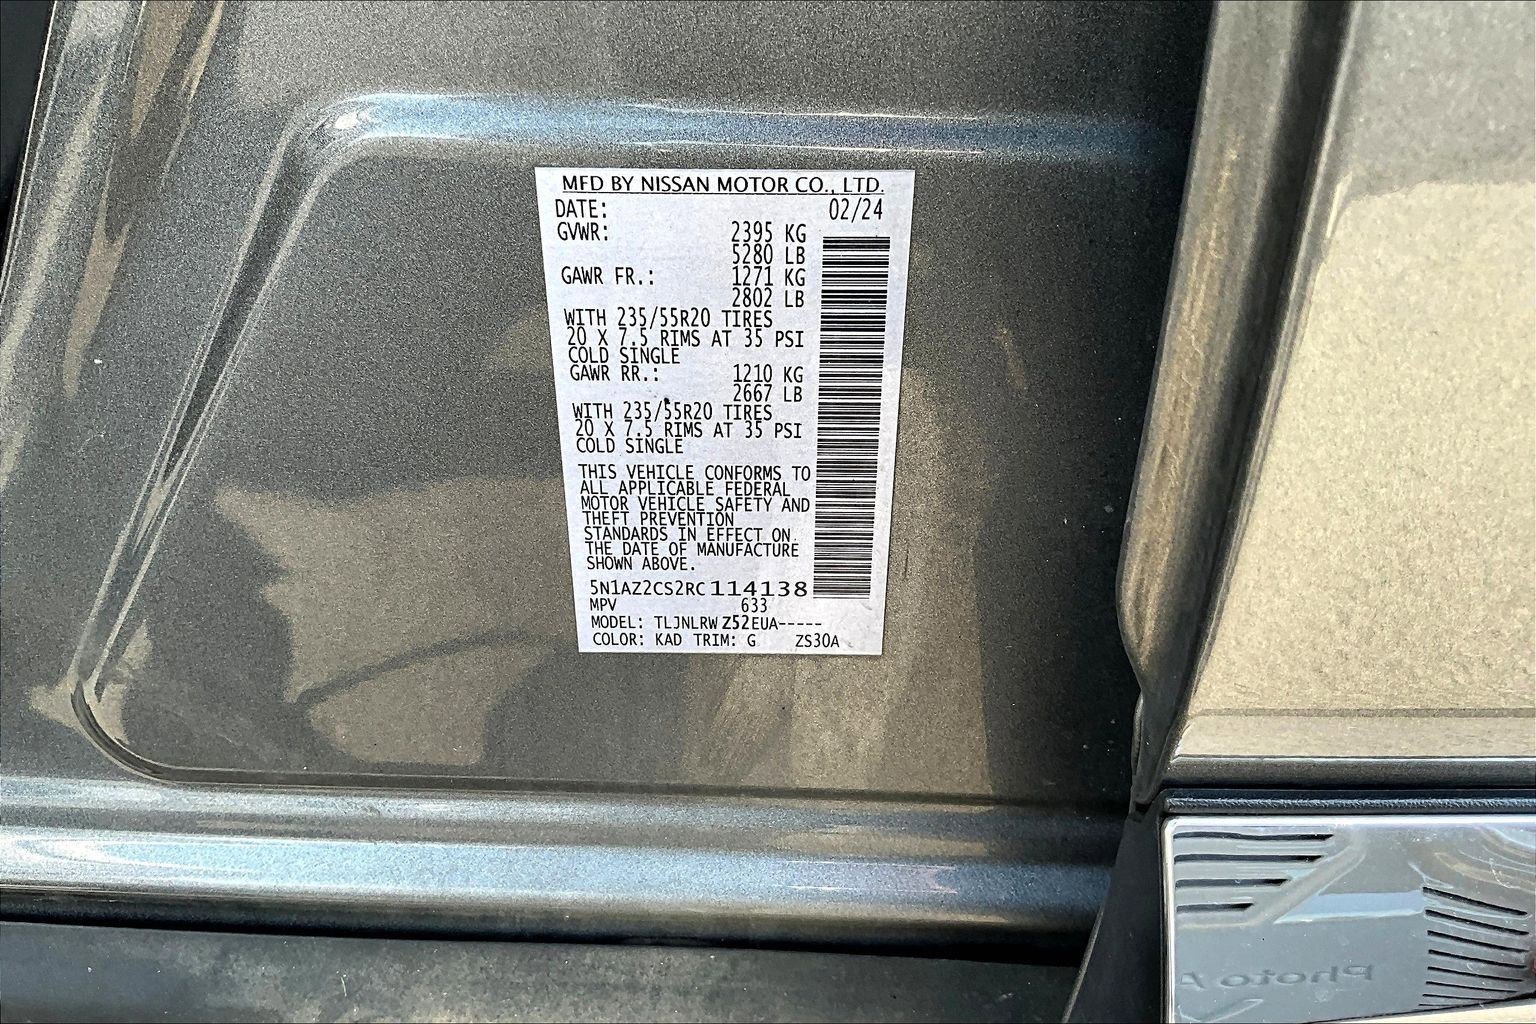 MFD BY NISSAN MOTOR CO., LTD.
DATE: 02/24
GVWR: 2395 KG
5280 LB
GAWR FR.: 1271 KG
2802 LB
WITH 235/55R20 TIRES
20 X 7.5 RIMS AT 35 PSI
COLD SINGLE
GAWR RR.: 1210 KG
2667 LB
WITH 235/55R20 TIRES
20 X 7.5 RIMS AT 35 PSI
COLD SINGLE
THIS VEHICLE CONFORMS TO
ALL APPLICABLE FEDERAL
MOTOR VEHICLE SAFETY AND
THEFT PREVENTION
STANDARDS IN EFFECT ON
THE DATE OF MANUFACTURE
SHOWN ABOVE.
5N1AZ2CS2RC114138
MPV 633
MODEL: TLJNLRWZ52EUA-----
COLOR: KAD TRIM: G ZS30A
Photo A